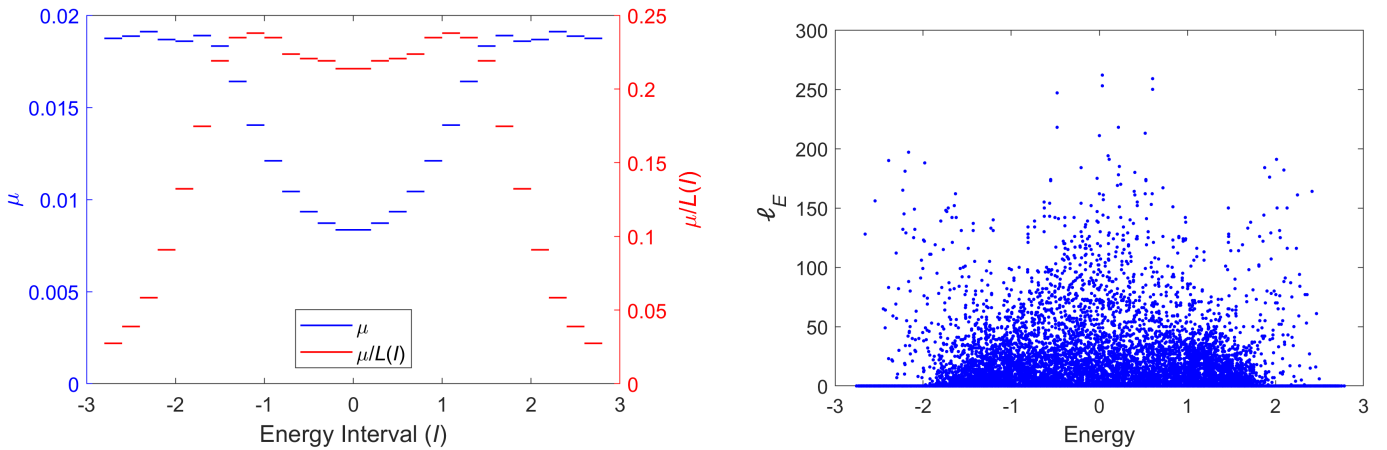 0.02
0.015
0.01
0.005
0
μ
0.25
0.2
0.15
0.1
0.05
0
μ/L(I)
-3 -2 -1 0 1 2 3
Energy Interval (I)
μ
μ/L(I)
300
250
200
150
100
50
0
ℓE
-3 -2 -1 0 1 2 3
Energy